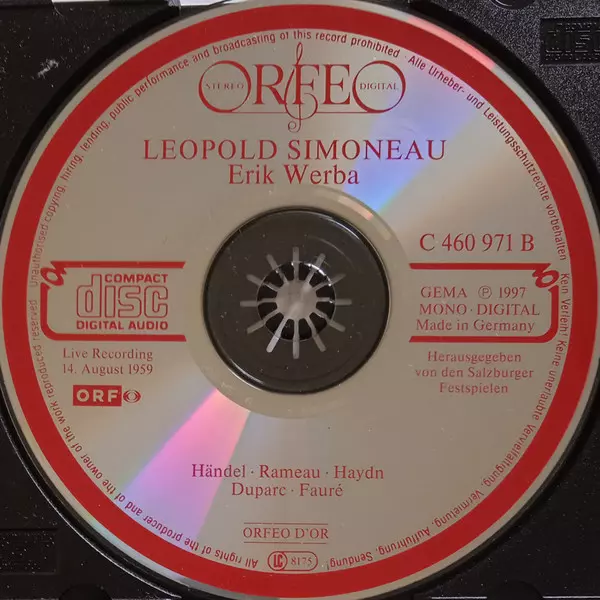 ORFEO
STEREO DIGITAL
LEOPOLD SIMONEAU
Erik Werba
C 460 971 B
COMPACT
disc
DIGITAL AUDIO
GEMA Ⓟ 1997
MONO · DIGITAL
Made in Germany
Live Recording
14. August 1959
ORF
Herausgegeben
von den Salzburger
Festspielen
Händel · Rameau · Haydn
Duparc · Fauré
ORFEO D'OR
LC 8175
All rights of the producer and of the owner of the work reproduced reserved · Unauthorised copying, hiring, lending, public performance and broadcasting of this record prohibited · Alle Urheber- und Leistungsschutzrechte vorbehalten · Kein Verleih! Keine unerlaubte Vervielfältigung, Vermietung, Aufführung, Sendung!
disc